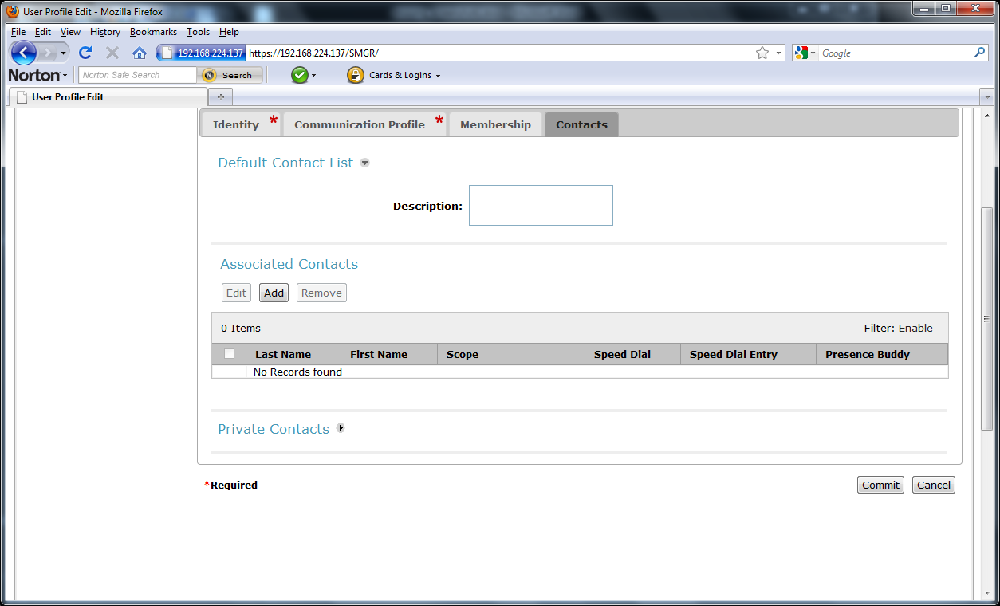 User Profile Edit - Mozilla Firefox
File Edit View History Bookmarks Tools Help
192.168.224.137 https://192.168.224.137/SMGR/ Google
Norton Norton Safe Search Search Cards & Logins
User Profile Edit
Identity * Communication Profile * Membership Contacts
Default Contact List
Description:
Associated Contacts
Edit Add Remove
0 Items Filter: Enable
Last Name First Name Scope Speed Dial Speed Dial Entry Presence Buddy
No Records found
Private Contacts
*Required Commit Cancel